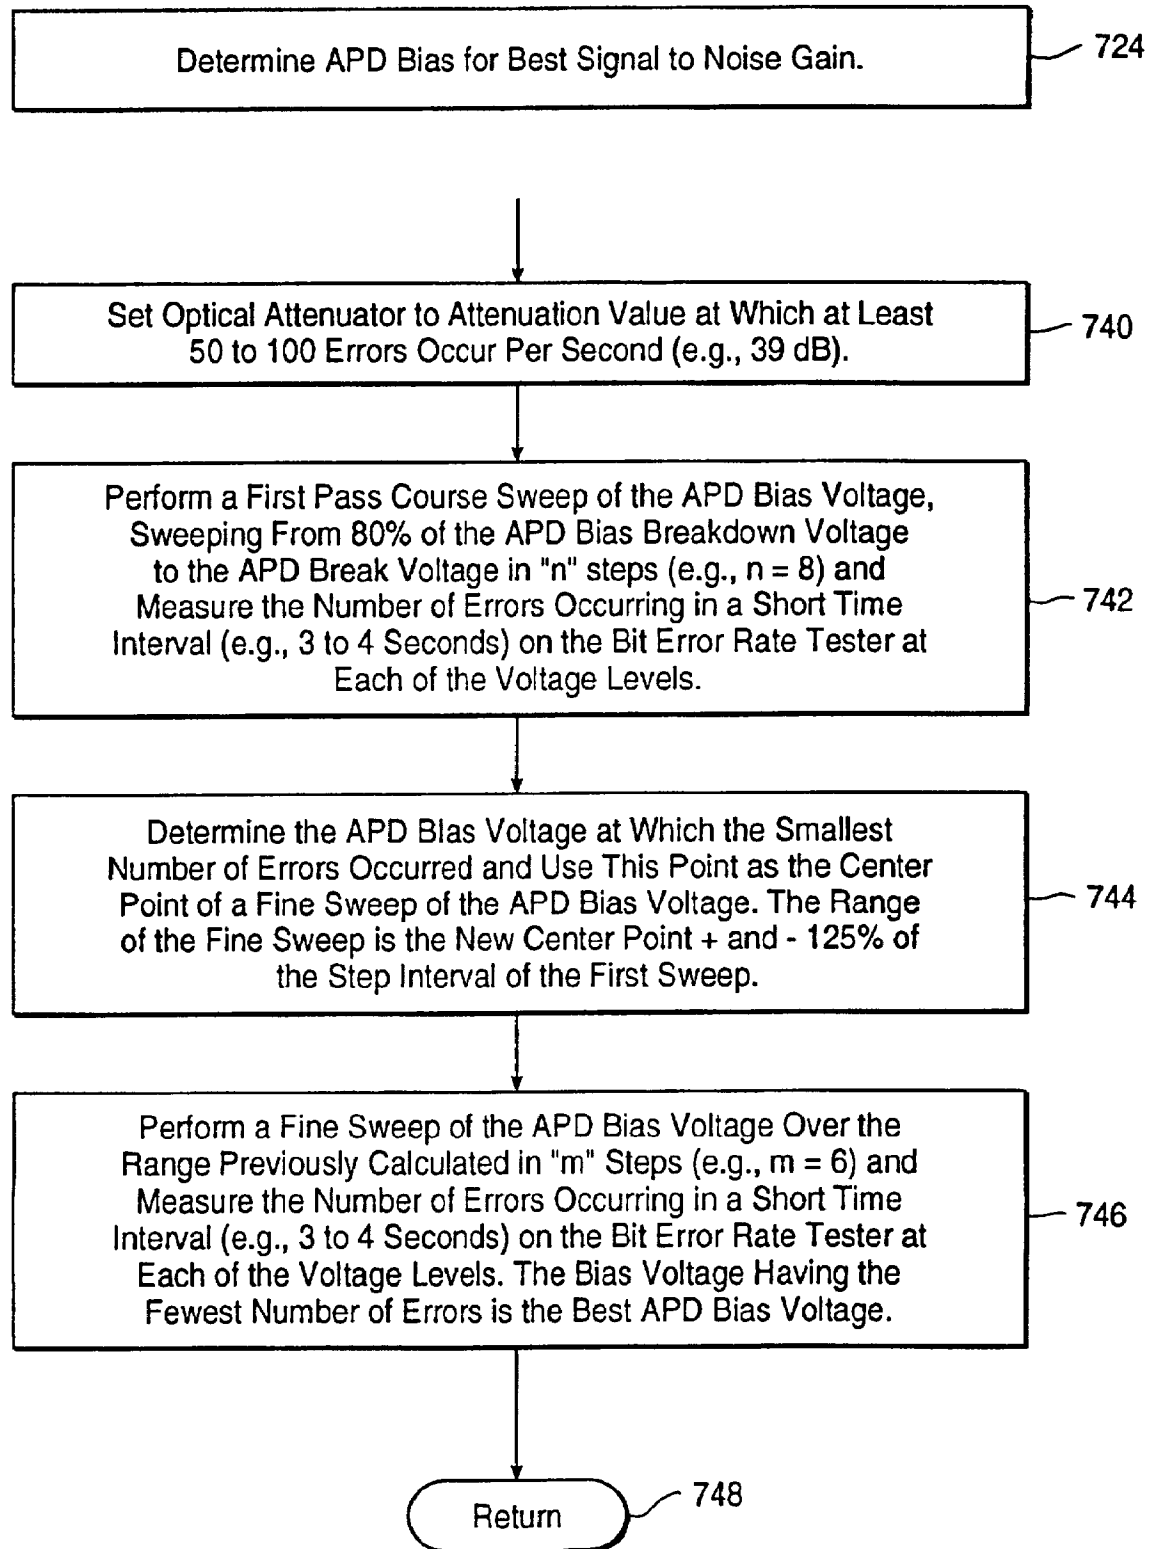 Determine APD Bias for Best Signal to Noise Gain.
724
Set Optical Attenuator to Attenuation Value at Which at Least
50 to 100 Errors Occur Per Second (e.g., 39 dB).
740
Perform a First Pass Course Sweep of the APD Bias Voltage,
Sweeping From 80% of the APD Bias Breakdown Voltage
to the APD Break Voltage in "n" steps (e.g., n = 8) and
Measure the Number of Errors Occurring in a Short Time
Interval (e.g., 3 to 4 Seconds) on the Bit Error Rate Tester at
Each of the Voltage Levels.
742
Determine the APD Bias Voltage at Which the Smallest
Number of Errors Occurred and Use This Point as the Center
Point of a Fine Sweep of the APD Bias Voltage. The Range
of the Fine Sweep is the New Center Point + and - 125% of
the Step Interval of the First Sweep.
744
Perform a Fine Sweep of the APD Bias Voltage Over the
Range Previously Calculated in "m" Steps (e.g., m = 6) and
Measure the Number of Errors Occurring in a Short Time
Interval (e.g., 3 to 4 Seconds) on the Bit Error Rate Tester at
Each of the Voltage Levels. The Bias Voltage Having the
Fewest Number of Errors is the Best APD Bias Voltage.
746
Return
748